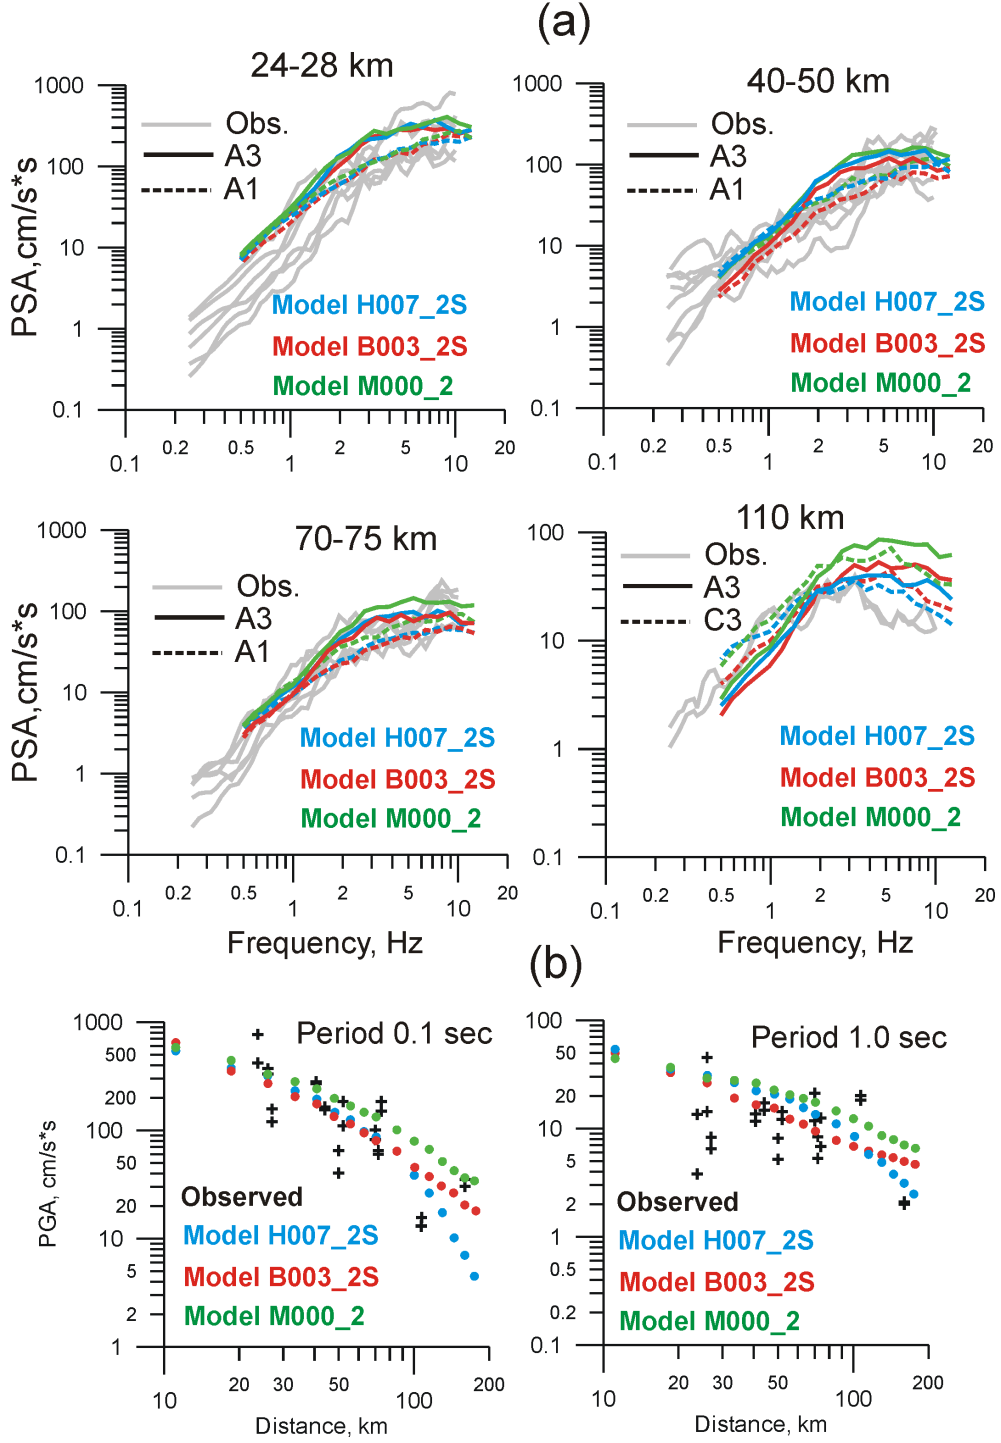 (a)
24-28 km
1000
100
10
1
0.1
PSA,cm/s*s
Obs.
A3
A1
Model H007_2S
Model B003_2S
Model M000_2
0.1
0.2
0.5
1
2
5
10
20
40-50 km
1000
100
10
1
0.1
Obs.
A3
A1
Model H007_2S
Model B003_2S
Model M000_2
0.1
0.2
0.5
1
2
5
10
20
70-75 km
1000
100
10
1
0.1
PSA,cm/s*s
Obs.
A3
A1
Model H007_2S
Model B003_2S
Model M000_2
0.1
0.2
0.5
1
2
5
10
20
Frequency, Hz
110 km
100
10
1
0.1
Obs.
A3
C3
Model H007_2S
Model B003_2S
Model M000_2
0.1
0.2
0.5
1
2
5
10
20
Frequency, Hz
(b)
Period 0.1 sec
1000
500
200
100
50
20
10
5
2
1
PGA, cm/s*s
Observed
Model H007_2S
Model B003_2S
Model M000_2
10
20
30
50
100
200
Distance, km
Period 1.0 sec
100
50
20
10
5
2
1
0.5
0.2
0.1
Observed
Model H007_2S
Model B003_2S
Model M000_2
10
20
30
50
100
200
Distance, km